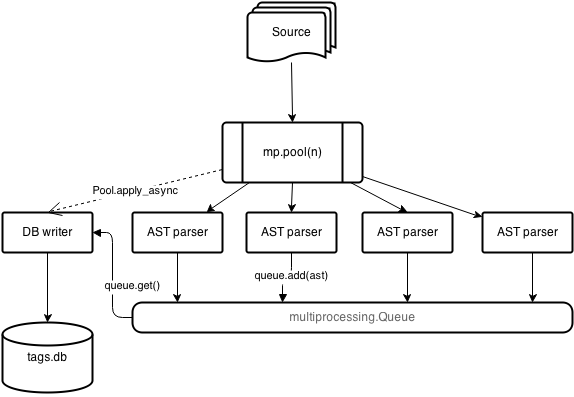 Source
mp.pool(n)
Pool.apply_async
DB writer
AST parser
AST parser
AST parser
AST parser
queue.add(ast)
queue.get()
multiprocessing.Queue
tags.db